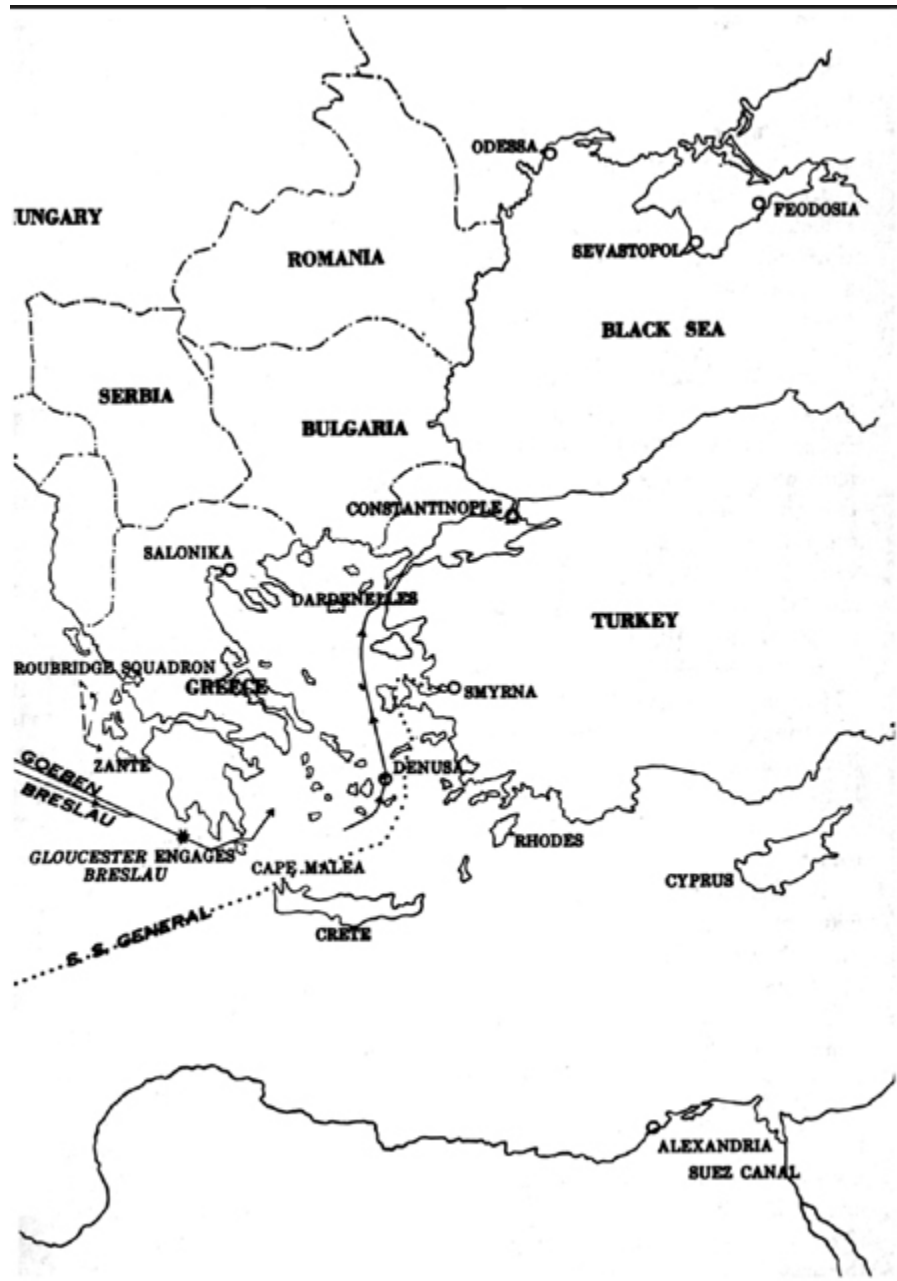 ODESSA
FEODOSIA
UNGARY
SEVASTOPOL
ROMANIA
BLACK SEA
SERBIA
BULGARIA
CONSTANTINOPLE
SALONIKA
DARDENELLES
TURKEY
ROUBRIDGE SQUADRON
GREECE
SMYRNA
ZANTE
GOEBEN
DENUSA
BRESLAU
RHODES
GLOUCESTER ENGAGES
BRESLAU
CAPE MALEA
CYPRUS
CRETE
S. S. GENERAL
ALEXANDRIA
SUEZ CANAL